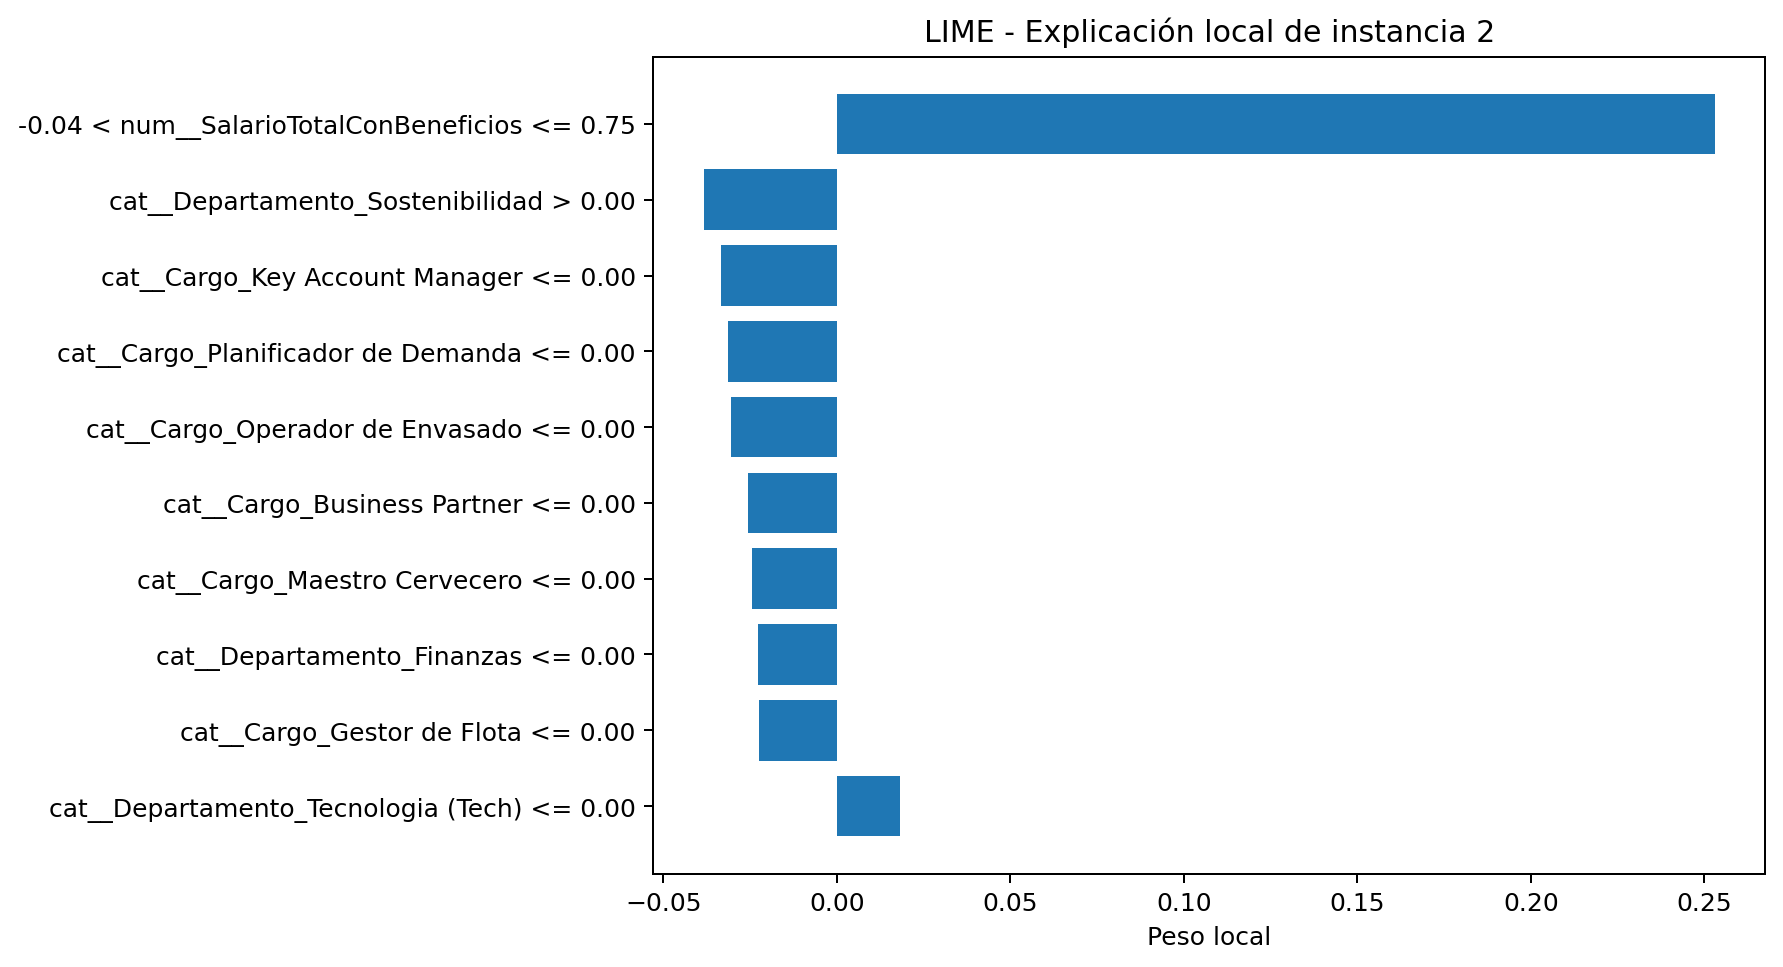 LIME - Explicación local de instancia 2
-0.04 < num__SalarioTotalConBeneficios <= 0.75
cat__Departamento_Sostenibilidad > 0.00
cat__Cargo_Key Account Manager <= 0.00
cat__Cargo_Planificador de Demanda <= 0.00
cat__Cargo_Operador de Envasado <= 0.00
cat__Cargo_Business Partner <= 0.00
cat__Cargo_Maestro Cervecero <= 0.00
cat__Departamento_Finanzas <= 0.00
cat__Cargo_Gestor de Flota <= 0.00
cat__Departamento_Tecnologia (Tech) <= 0.00
−0.05 0.00 0.05 0.10 0.15 0.20 0.25
Peso local